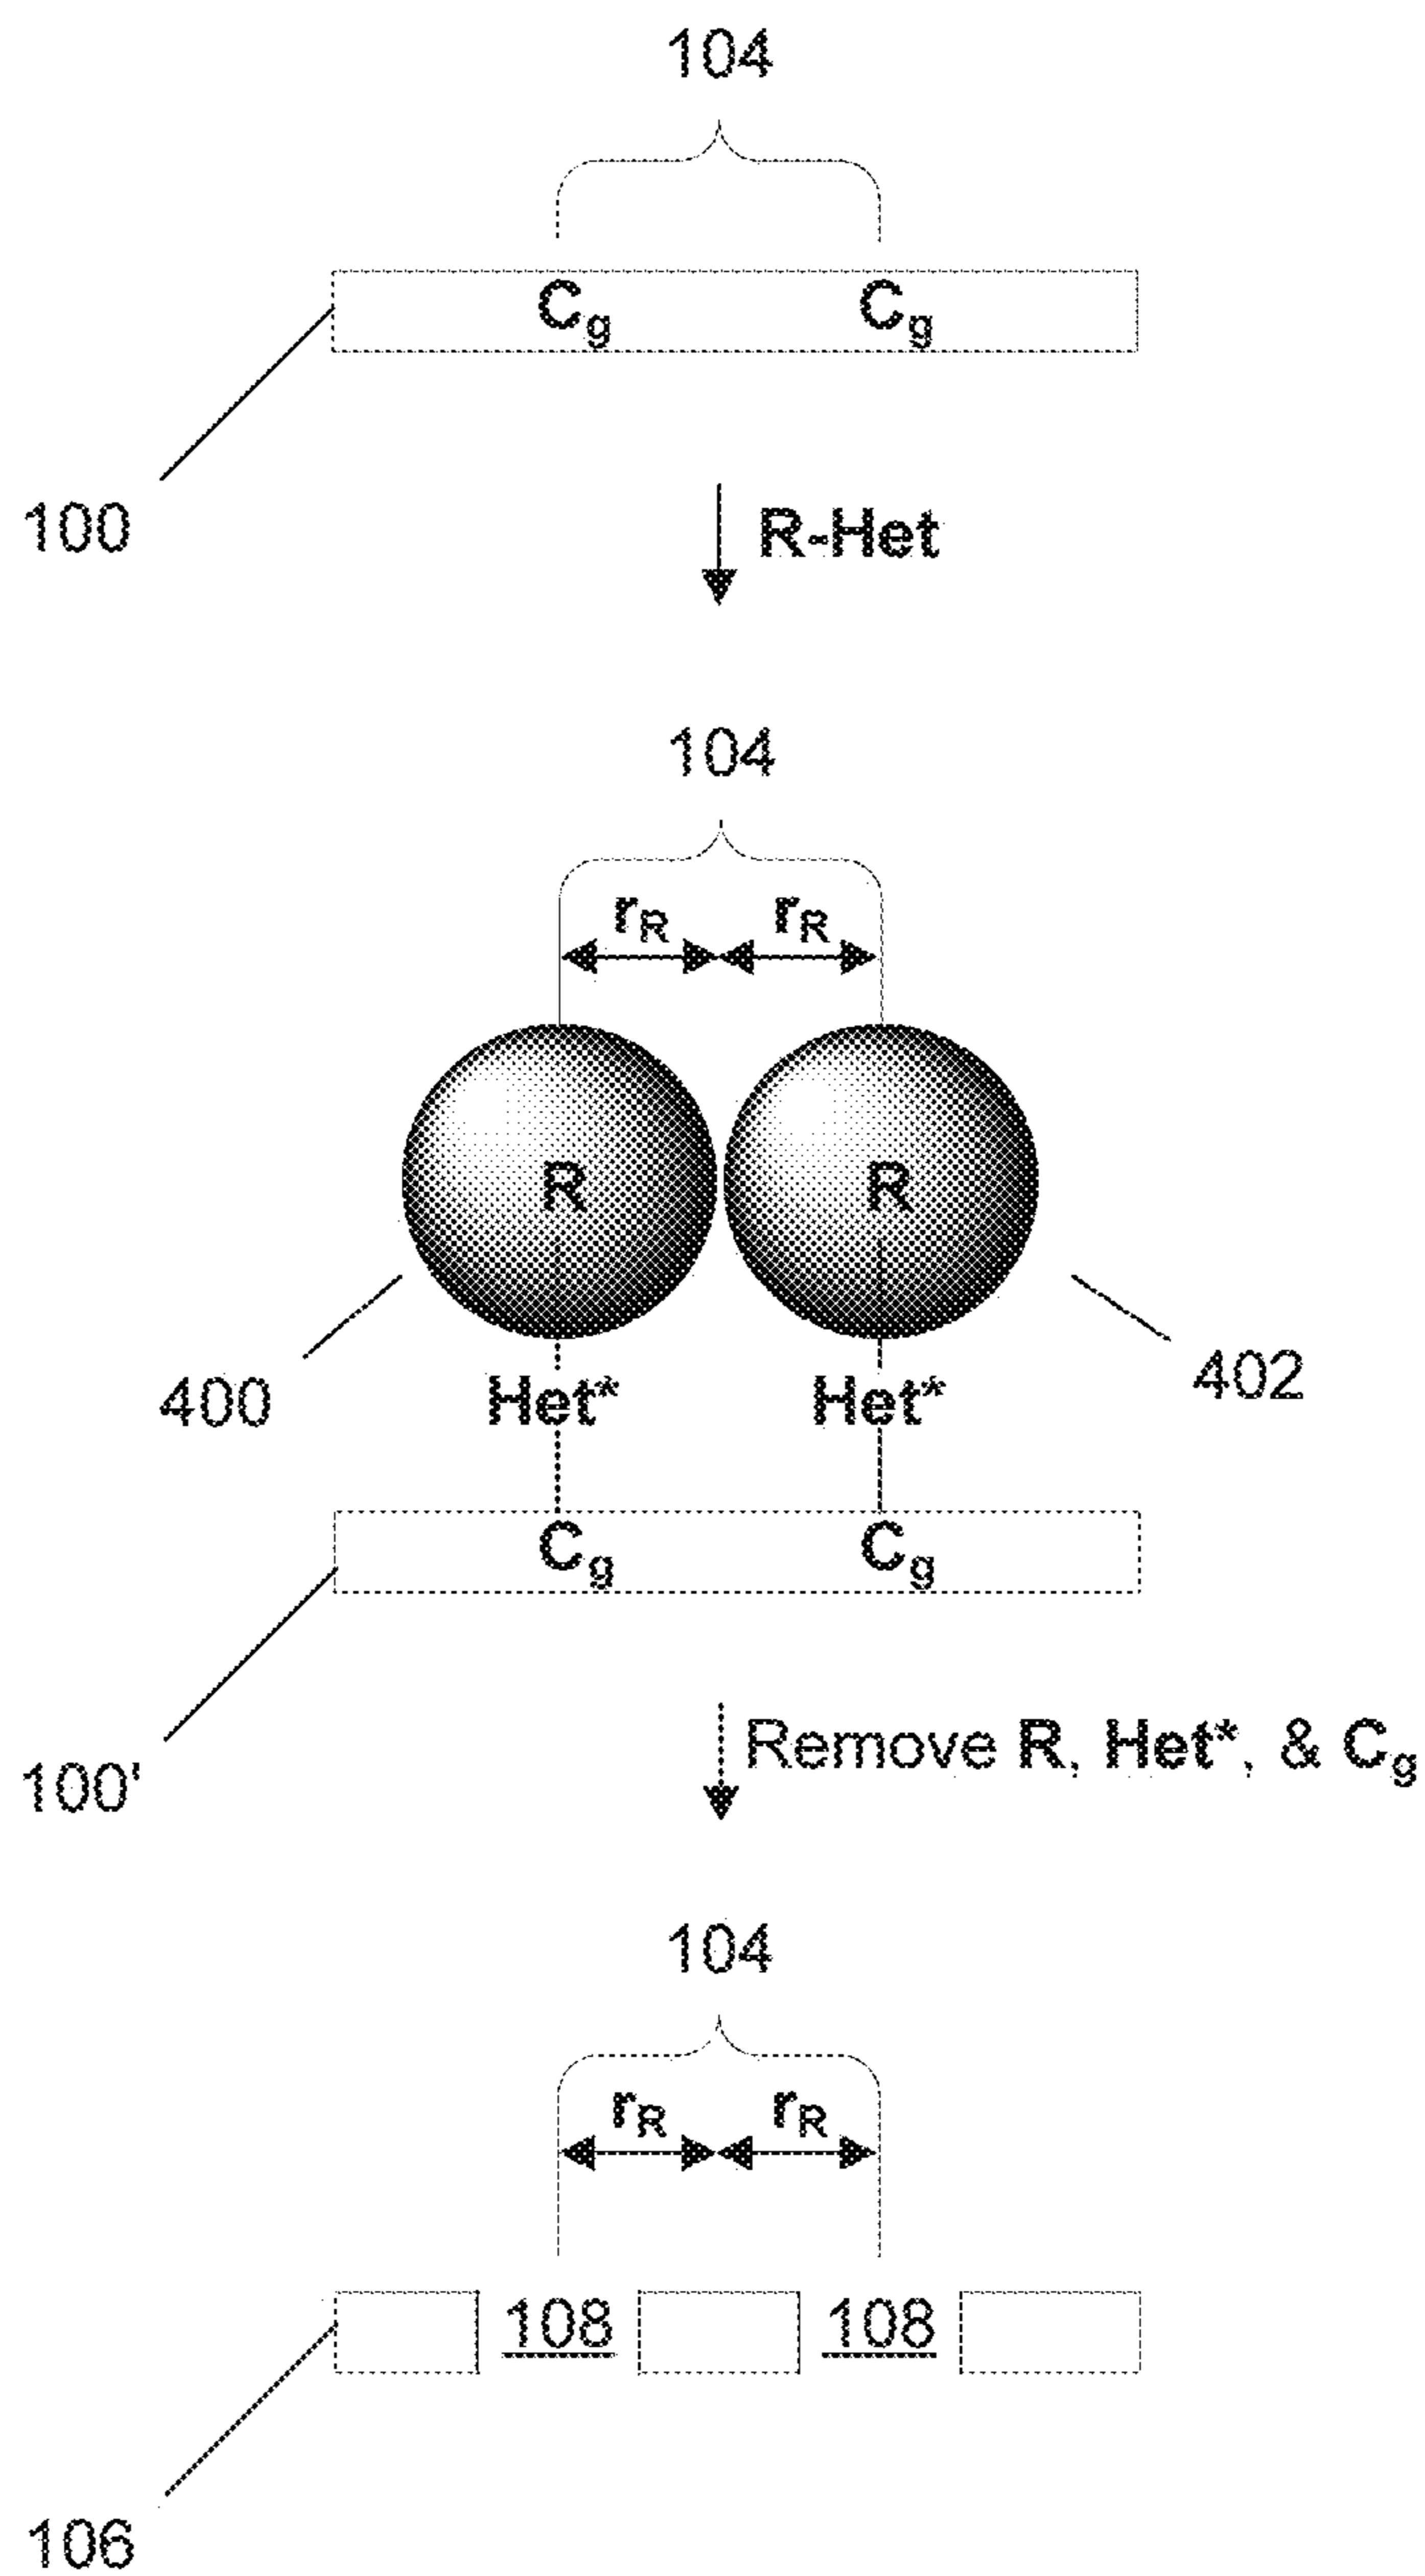 104
Cg Cg
100
R-Het
104
rR rR
R R
400 402
Het* Het*
Cg Cg
100'
Remove R, Het*, & Cg
104
rR rR
108 108
106